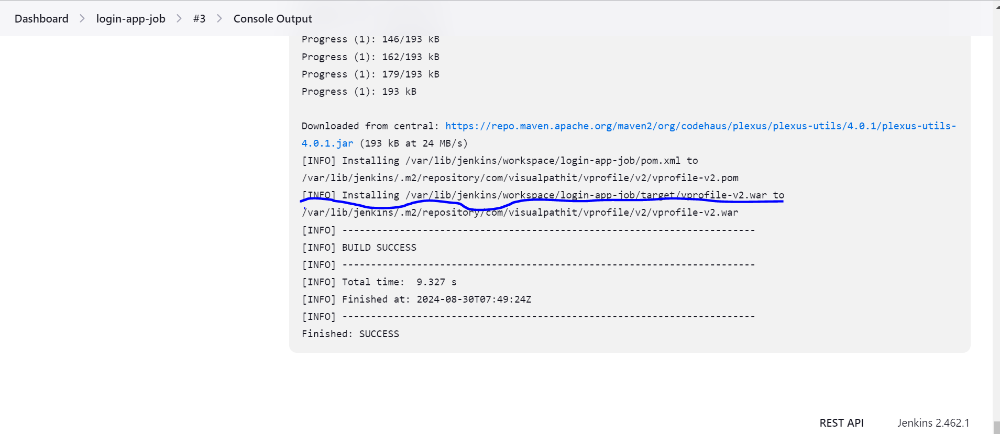 Dashboard > login-app-job > #3 > Console Output
Progress (1): 146/193 kB
Progress (1): 162/193 kB
Progress (1): 179/193 kB
Progress (1): 193 kB
Downloaded from central: https://repo.maven.apache.org/maven2/org/codehaus/plexus/plexus-utils/4.0.1/plexus-utils-
4.0.1.jar (193 kB at 24 MB/s)
[INFO] Installing /var/lib/jenkins/workspace/login-app-job/pom.xml to
/var/lib/jenkins/.m2/repository/com/visualpathit/vprofile/v2/vprofile-v2.pom
[INFO] Installing /var/lib/jenkins/workspace/login-app-job/target/vprofile-v2.war to
/var/lib/jenkins/.m2/repository/com/visualpathit/vprofile/v2/vprofile-v2.war
[INFO] ------------------------------------------------------------------------
[INFO] BUILD SUCCESS
[INFO] ------------------------------------------------------------------------
[INFO] Total time:  9.327 s
[INFO] Finished at: 2024-08-30T07:49:24Z
[INFO] ------------------------------------------------------------------------
Finished: SUCCESS
REST API Jenkins 2.462.1